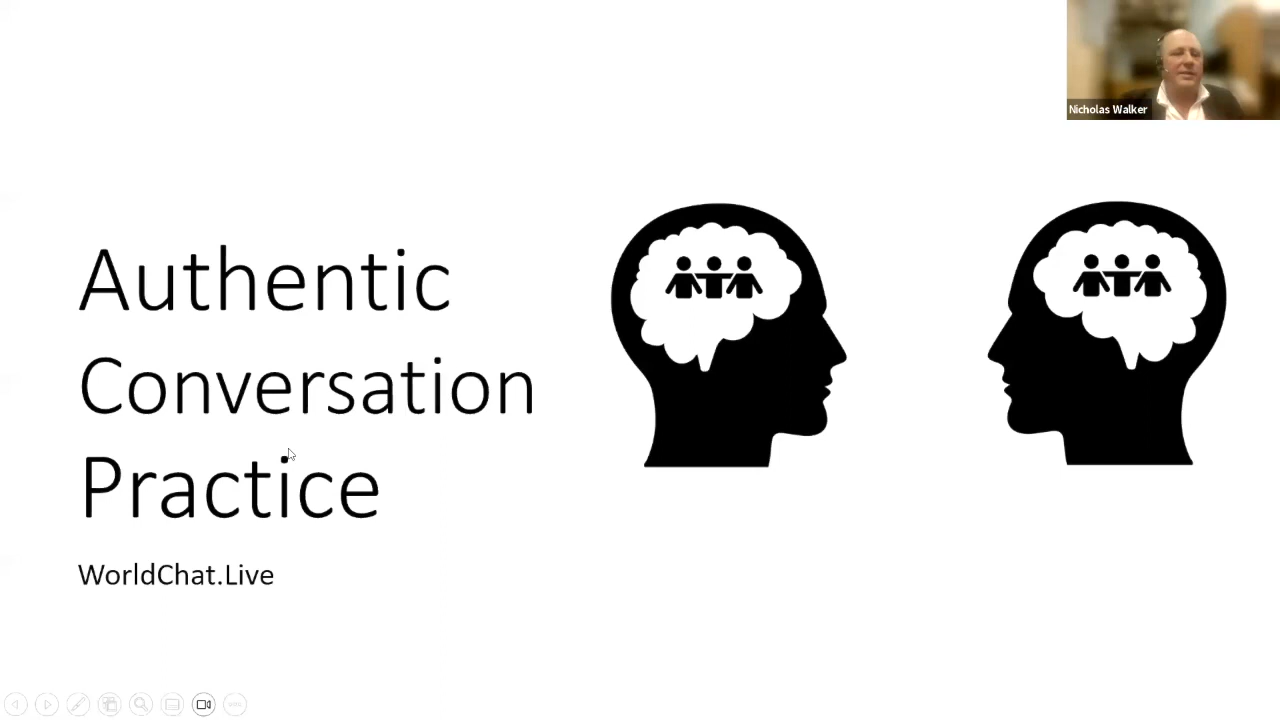 Nicholas Walker
Authentic
Conversation
Practice
WorldChat.Live